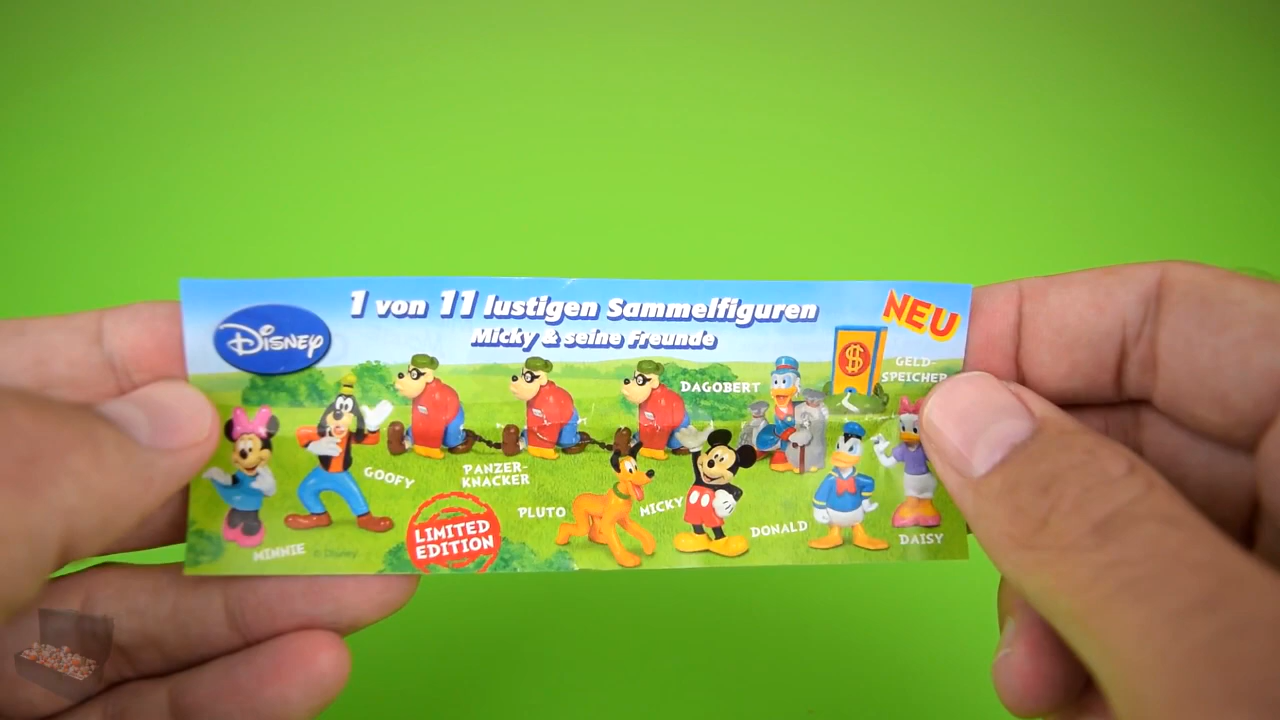 DISNEY
1 von 11 lustigen Sammelfiguren
Micky & seine Freunde
NEU
GELD-
SPEICHER
DAGOBERT
GOOFY
PANZER-
KNACKER
PLUTO
MICKY
DONALD
DAISY
MINNIE
© Disney
LIMITED
EDITION
$